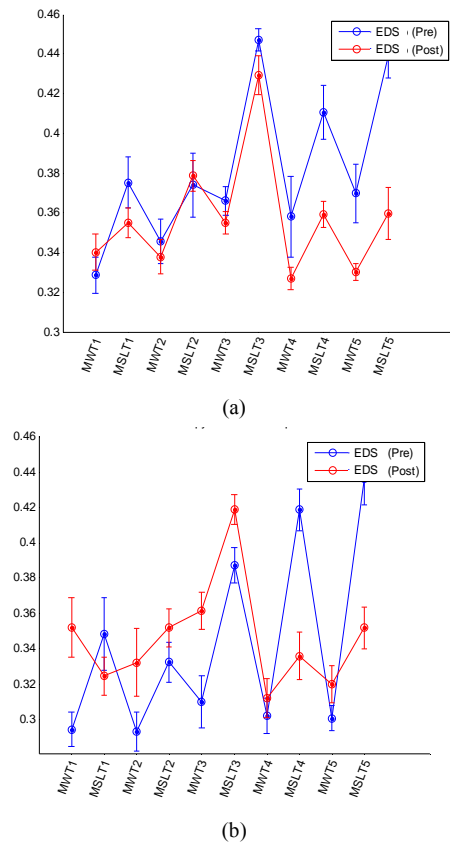 0.46
0.44
0.42
0.4
0.38
0.36
0.34
0.32
0.3
EDS (Pre)
EDS (Post)
MWT1
MSLT1
MWT2
MSLT2
MWT3
MSLT3
MWT4
MSLT4
MWT5
MSLT5
(a)
0.46
0.44
0.42
0.4
0.38
0.36
0.34
0.32
0.3
EDS (Pre)
EDS (Post)
MWT1
MSLT1
MWT2
MSLT2
MWT3
MSLT3
MWT4
MSLT4
MWT5
MSLT5
(b)